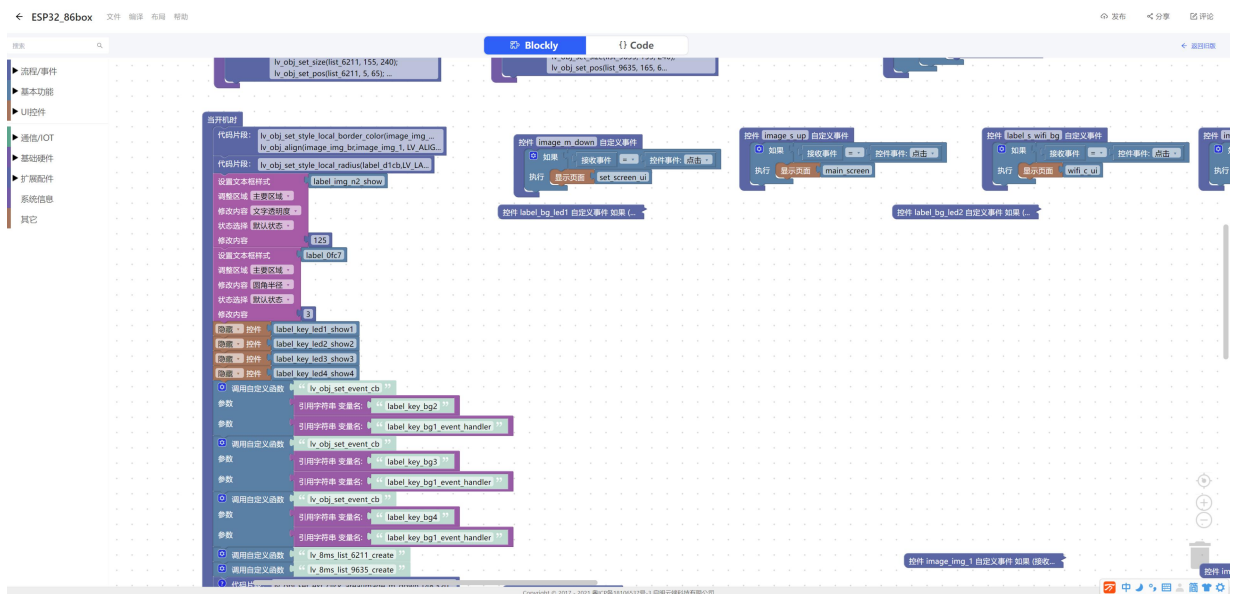 ← ESP32_86box 文件 编译 布局 帮助 发布 分享 评论
搜索 Blockly {} Code ← 返回旧版
流程/事件
基本功能
UI控件
通信/IOT
基础硬件
扩展配件
系统信息
其它
lv_obj_set_size(list_6211, 155, 240);
lv_obj_set_pos(list_6211, 5, 65); ...
lv_obj_set_pos(list_9635, 165, 6...
当开机时
代码片段: lv_obj_set_style_local_border_color(image_img_...
lv_obj_align(image_img_br,image_img_1, LV_ALIG...
代码片段: lv_obj_set_style_local_radius(label_d1cb,LV_LA...
设置文本框样式 label_img_n2_show
调整区域 主要区域
修改内容 文字透明度
状态选择 默认状态
修改内容 125
设置文本框样式 label_0fc7
调整区域 主要区域
修改内容 圆角半径
状态选择 默认状态
修改内容 3
隐藏 控件 label_key_led1_show1
隐藏 控件 label_key_led2_show2
隐藏 控件 label_key_led3_show3
隐藏 控件 label_key_led4_show4
调用自定义函数 “ lv_obj_set_event_cb ”
参数 引用字符串 变量名: “ label_key_bg2 ”
参数 引用字符串 变量名: “ label_key_bg1_event_handler ”
调用自定义函数 “ lv_obj_set_event_cb ”
参数 引用字符串 变量名: “ label_key_bg3 ”
参数 引用字符串 变量名: “ label_key_bg1_event_handler ”
调用自定义函数 “ lv_obj_set_event_cb ”
参数 引用字符串 变量名: “ label_key_bg4 ”
参数 引用字符串 变量名: “ label_key_bg1_event_handler ”
调用自定义函数 “ lv_8ms_list_6211_create ”
调用自定义函数 “ lv_8ms_list_9635_create ”
控件 image_m_down 自定义事件
如果 接收事件 = 控件事件: 点击
执行 显示页面 set_screen_ui
控件 label_bg_led1 自定义事件 如果 (...
控件 image_s_up 自定义事件
如果 接收事件 = 控件事件: 点击
执行 显示页面 main_screen
控件 label_bg_led2 自定义事件 如果 (...
控件 label_s_wifi_bg 自定义事件
如果 接收事件 = 控件事件: 点击
执行 显示页面 wifi_c_ui
控件 im
执行
控件 image_img_1 自定义事件 如果 (接收...
控件 im
中